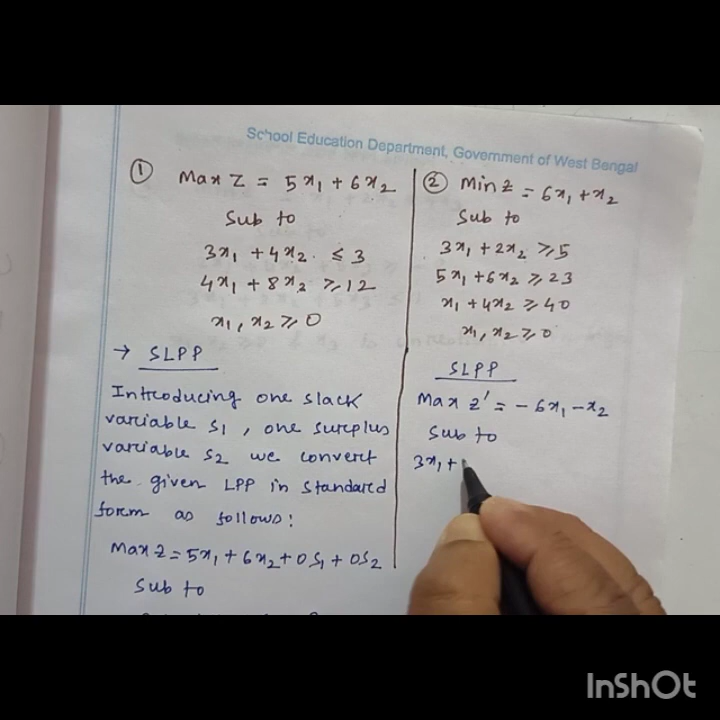 School Education Department, Government of West Bengal
① Max Z = 5x₁ + 6x₂
Sub to
3x₁ + 4x₂ ≤ 3
4x₁ + 8x₂ ≥ 12
x₁, x₂ ≥ 0
→ SLPP
Introducing one slack
variable S₁, one surplus
variable S₂ we convert
the given LPP in standard
form as follows:
Max Z = 5x₁ + 6x₂ + 0S₁ + 0S₂
Sub to
② Min Z = 6x₁ + x₂
Sub to
3x₁ + 2x₂ ≥ 5
5x₁ + 6x₂ ≥ 23
x₁ + 4x₂ ≥ 40
x₁, x₂ ≥ 0
SLPP
Max Z' = - 6x₁ - x₂
Sub to
3x₁ +
InShOt